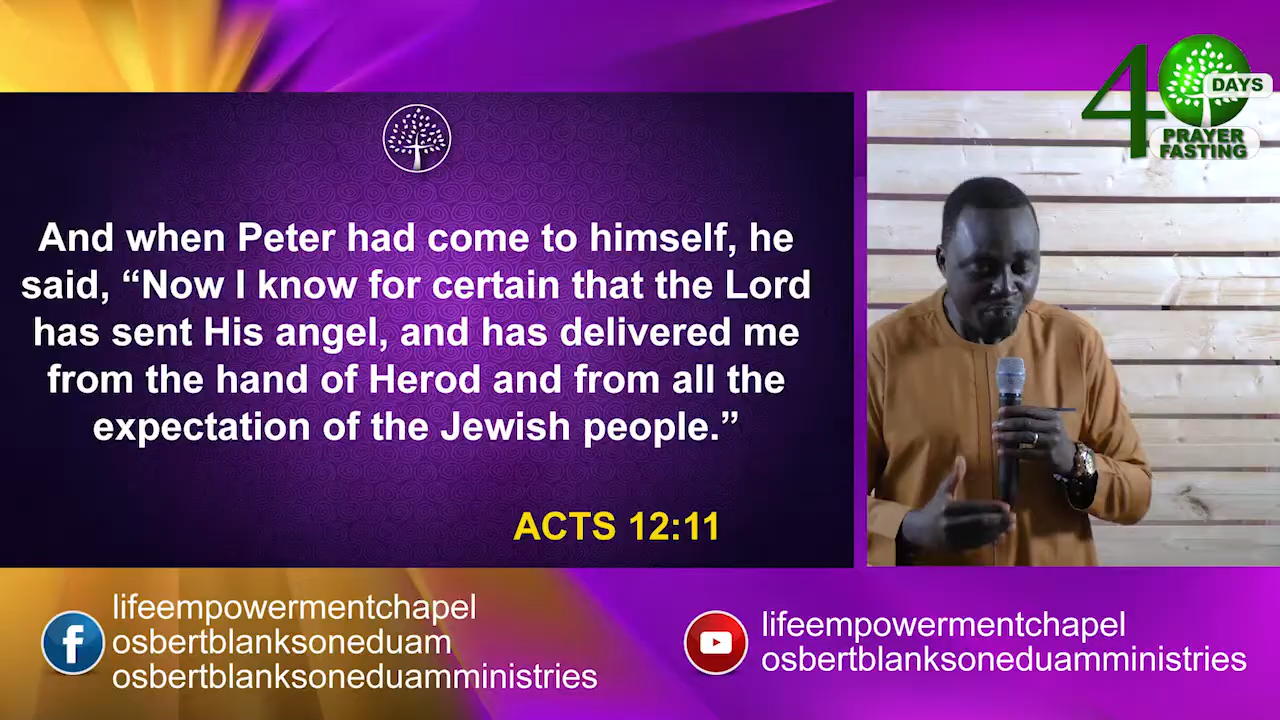 40
DAYS
PRAYER
FASTING
And when Peter had come to himself, he
said, “Now I know for certain that the Lord
has sent His angel, and has delivered me
from the hand of Herod and from all the
expectation of the Jewish people.”
ACTS 12:11
lifeempowermentchapel
osbertblanksoneduam
osbertblanksoneduamministries
lifeempowermentchapel
osbertblanksoneduamministries